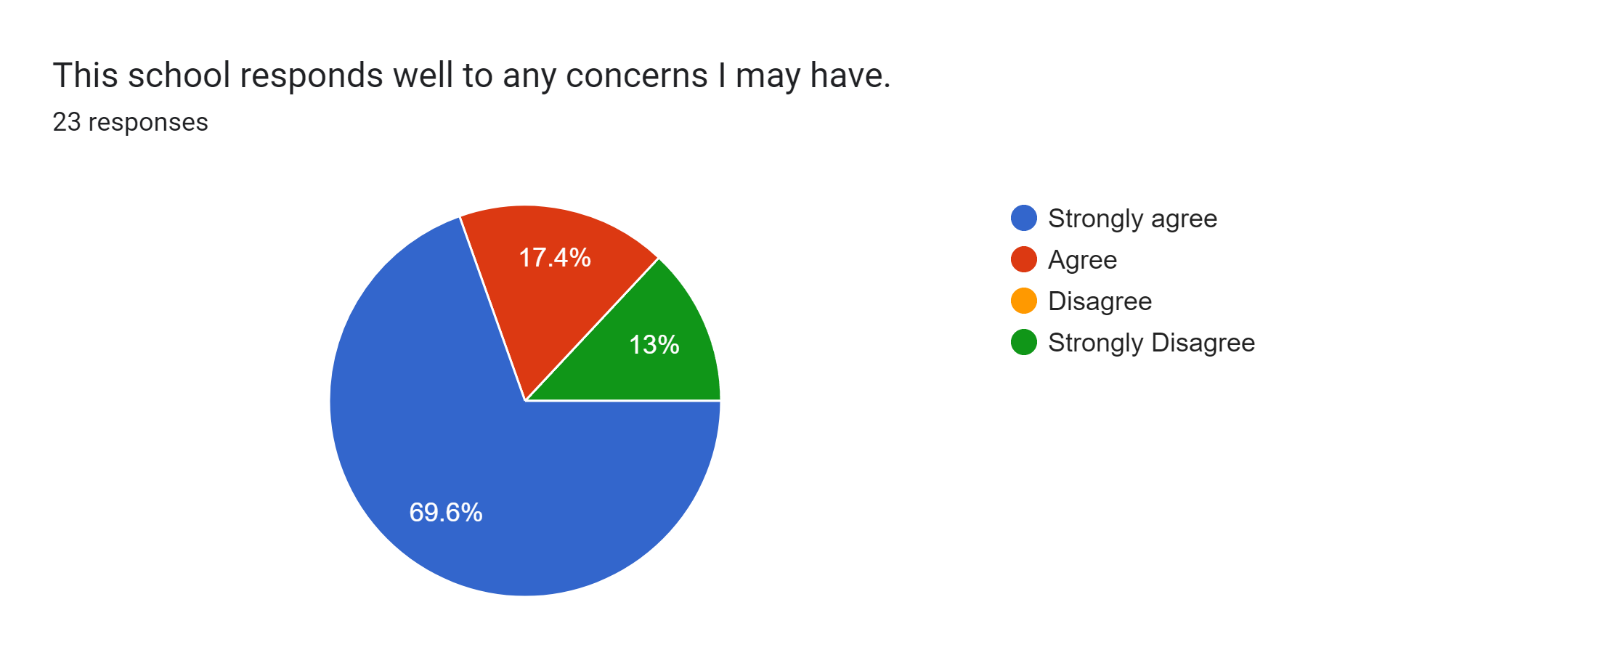 This school responds well to any concerns I may have.
23 responses
17.4%
13%
69.6%
Strongly agree
Agree
Disagree
Strongly Disagree